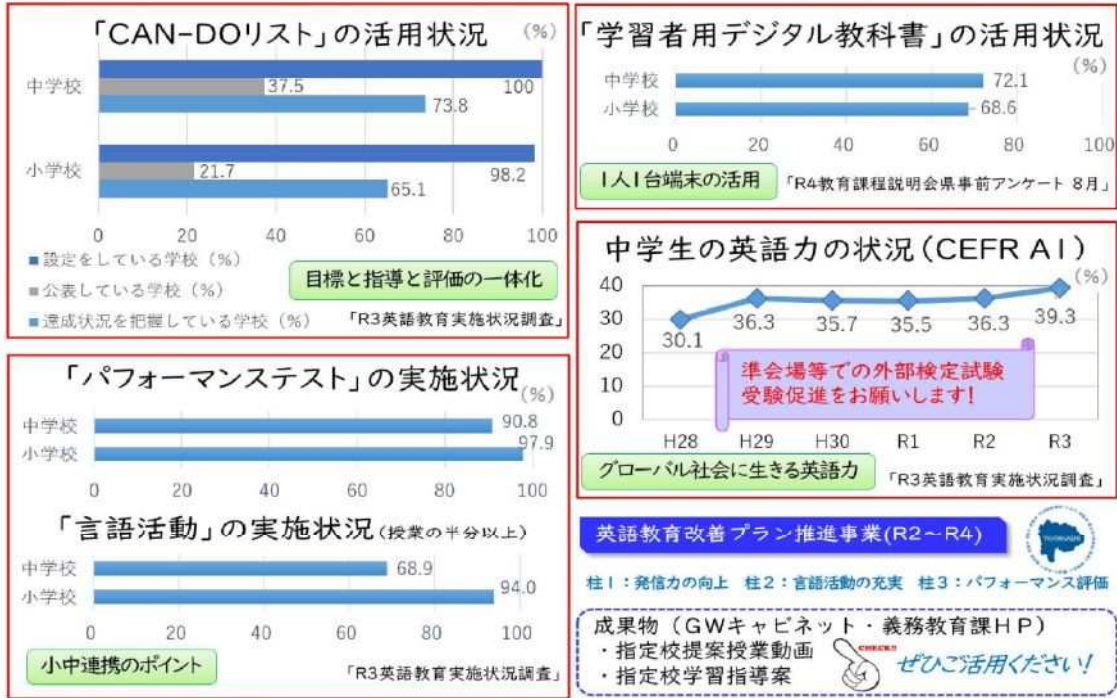 「CAN-DOリスト」の活用状況 (%)
中学校
100
37.5
73.8
小学校
98.2
21.7
65.1
0 20 40 60 80 100
設定をしている学校(%)
公表している学校(%)
達成状況を把握している学校(%)
目標と指導と評価の一体化
「R3英語教育実施状況調査」
「パフォーマンステスト」の実施状況
(%)
中学校 90.8
小学校 97.9
0 20 40 60 80 100
「言語活動」の実施状況(授業の半分以上)
中学校 68.9
小学校 94.0
0 20 40 60 80 100
小中連携のポイント
「R3英語教育実施状況調査」
「学習者用デジタル教科書」の活用状況
(%)
中学校 72.1
小学校 68.6
0 20 40 60 80 100
1人1台端末の活用
「R4教育課程説明会県事前アンケート 8月」
中学生の英語力の状況(CEFR A1)
(%)
40
30
20
10
0
30.1 36.3 35.7 35.5 36.3 39.3
準会場等での外部検定試験
受験促進をお願いします!
H28 H29 H30 R1 R2 R3
グローバル社会に生きる英語力
「R3英語教育実施状況調査」
英語教育改善プラン推進事業(R2~R4)
柱1:発信力の向上 柱2:言語活動の充実 柱3:パフォーマンス評価
成果物(GWキャビネット・義務教育課HP)
・指定校提案授業動画
・指定校学習指導案
CHECK!!
ぜひご活用ください!